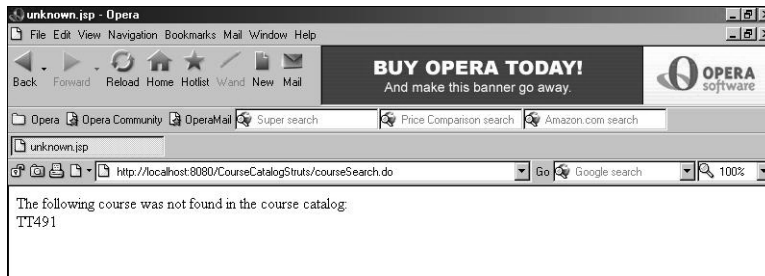 unknown.jsp - Opera
File Edit View Navigation Bookmarks Mail Window Help
Back Forward Reload Home Hotlist Wand New Mail
BUY OPERA TODAY!
And make this banner go away.
OPERA
software
Opera Opera Community OperaMail Super search Price Comparison search Amazon.com search
unknown.jsp
http://localhost:8080/CourseCatalogStruts/courseSearch.do Go Google search 100%
The following course was not found in the course catalog:
TT491